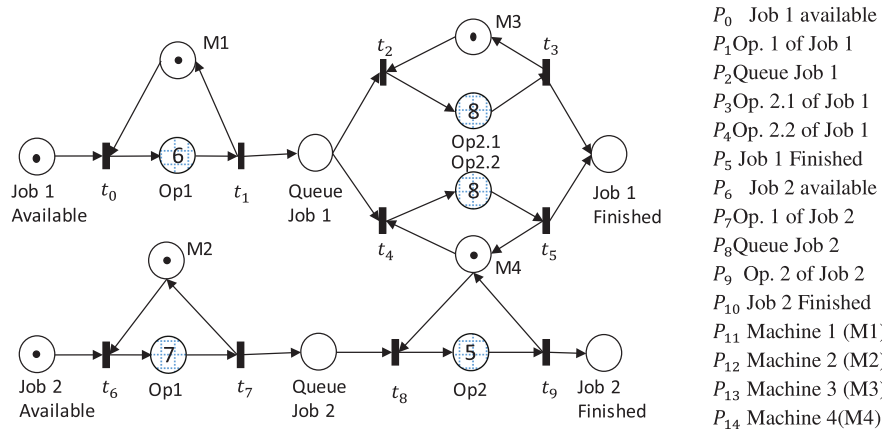 M1
6
Job 1
Available
t₀
Op1
t₁
Queue
Job 1
t₂
M3
t₃
8
Op2.1
Op2.2
8
t₄
M4
t₅
Job 1
Finished
M2
7
Job 2
Available
t₆
Op1
t₇
Queue
Job 2
t₈
5
Op2
t₉
Job 2
Finished
P₀ Job 1 available
P₁Op. 1 of Job 1
P₂Queue Job 1
P₃Op. 2.1 of Job 1
P₄Op. 2.2 of Job 1
P₅ Job 1 Finished
P₆ Job 2 available
P₇Op. 1 of Job 2
P₈Queue Job 2
P₉ Op. 2 of Job 2
P₁₀ Job 2 Finished
P₁₁ Machine 1 (M1)
P₁₂ Machine 2 (M2)
P₁₃ Machine 3 (M3)
P₁₄ Machine 4(M4)